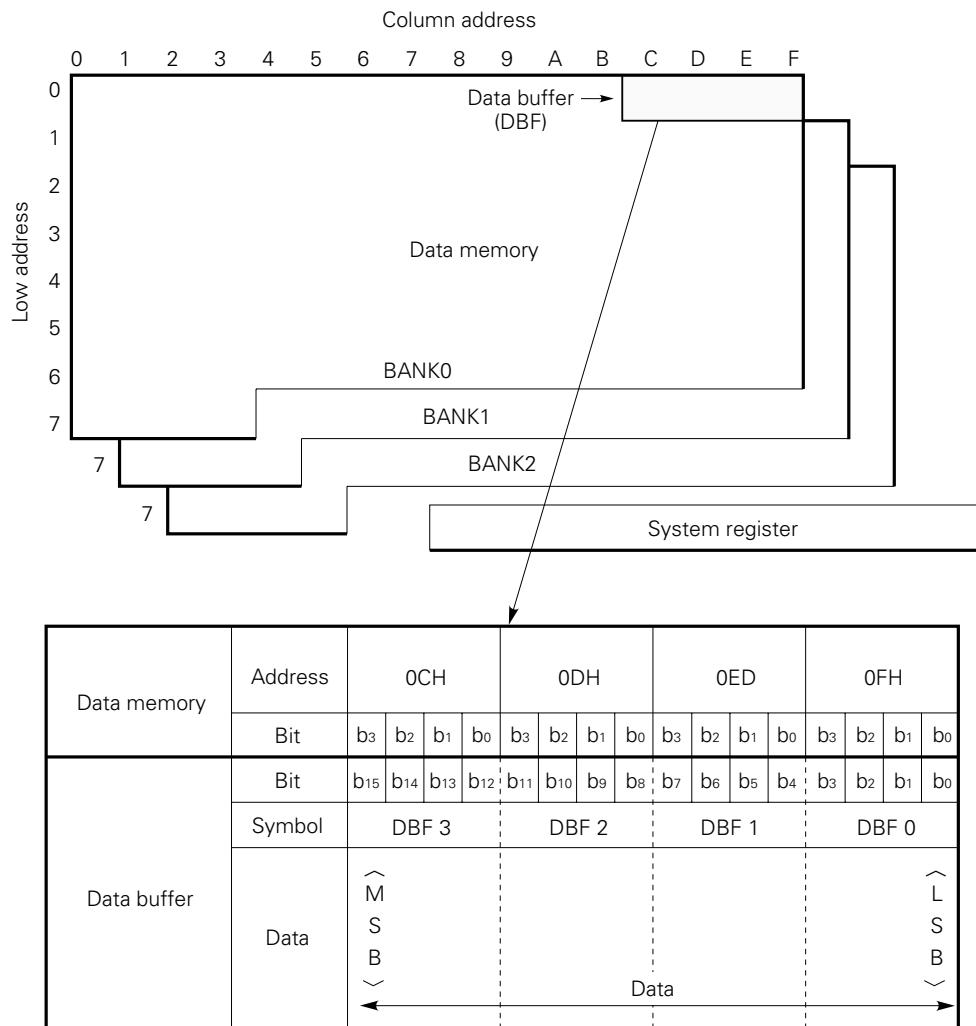 Column address
0 1 2 3 4 5 6 7 8 9 A B C D E F
0
Data buffer
(DBF)
1
2
3
Low address
Data memory
4
5
6
BANK0
7
BANK1
7
BANK2
7
System register
Data memory
Address 0CH 0DH 0ED 0FH
Bit b3 b2 b1 b0 b3 b2 b1 b0 b3 b2 b1 b0 b3 b2 b1 b0
Data buffer
Bit b15 b14 b13 b12 b11 b10 b9 b8 b7 b6 b5 b4 b3 b2 b1 b0
Symbol DBF 3 DBF 2 DBF 1 DBF 0
Data
〈MSB〉
〈LSB〉
Data